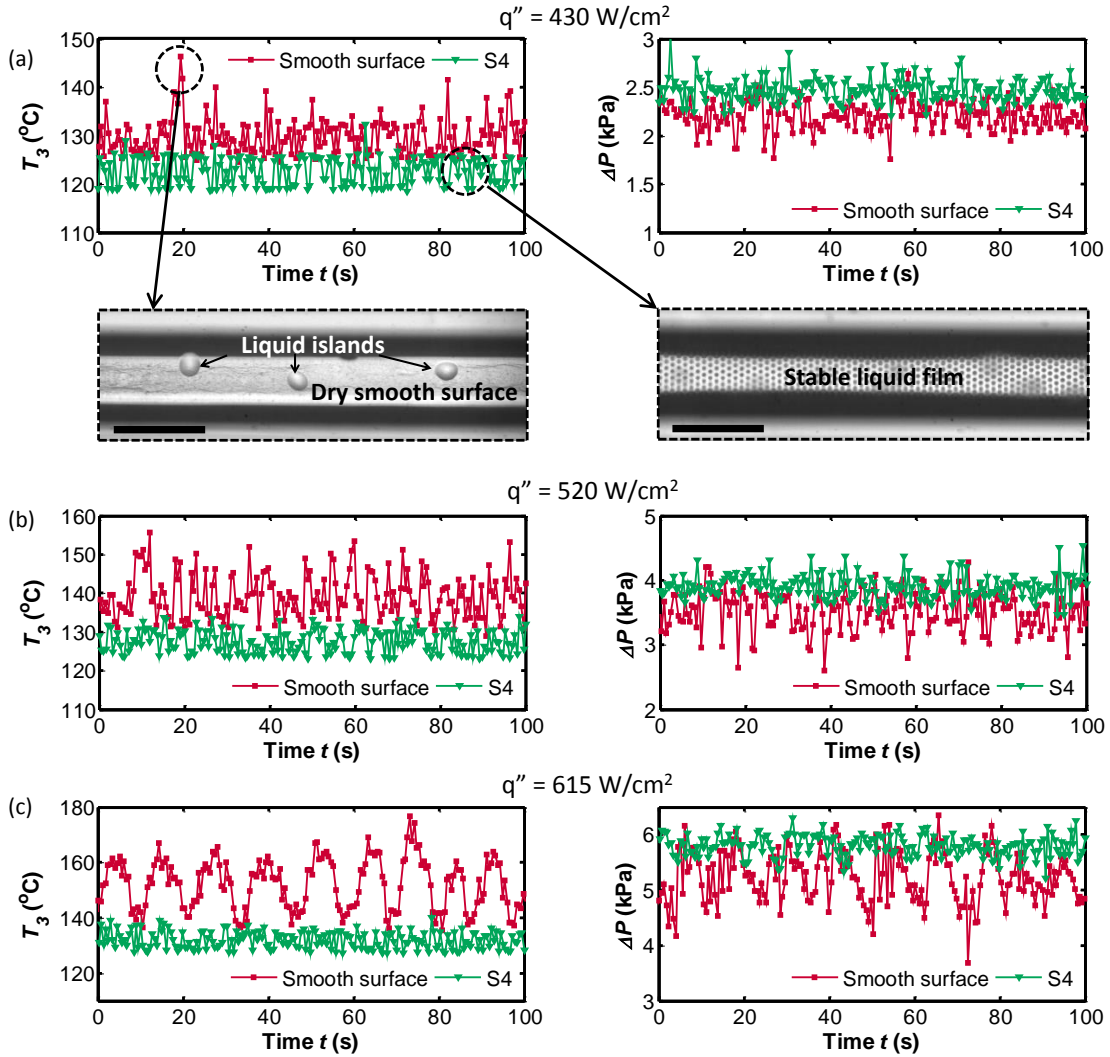 q” = 430 W/cm²
(a)
150
140
130
120
110
T₃ (°C)
Smooth surface
S4
0 20 40 60 80 100
Time t (s)
3
2.5
2
1.5
1
ΔP (kPa)
Smooth surface
S4
0 20 40 60 80 100
Time t (s)
Liquid islands
Dry smooth surface
Stable liquid film
q” = 520 W/cm²
(b)
160
150
140
130
120
110
T₃ (°C)
Smooth surface
S4
0 20 40 60 80 100
Time t (s)
5
4
3
2
ΔP (kPa)
Smooth surface
S4
0 20 40 60 80 100
Time t (s)
q” = 615 W/cm²
(c)
180
160
140
120
T₃ (°C)
Smooth surface
S4
0 20 40 60 80 100
Time t (s)
6
5
4
3
ΔP (kPa)
Smooth surface
S4
0 20 40 60 80 100
Time t (s)